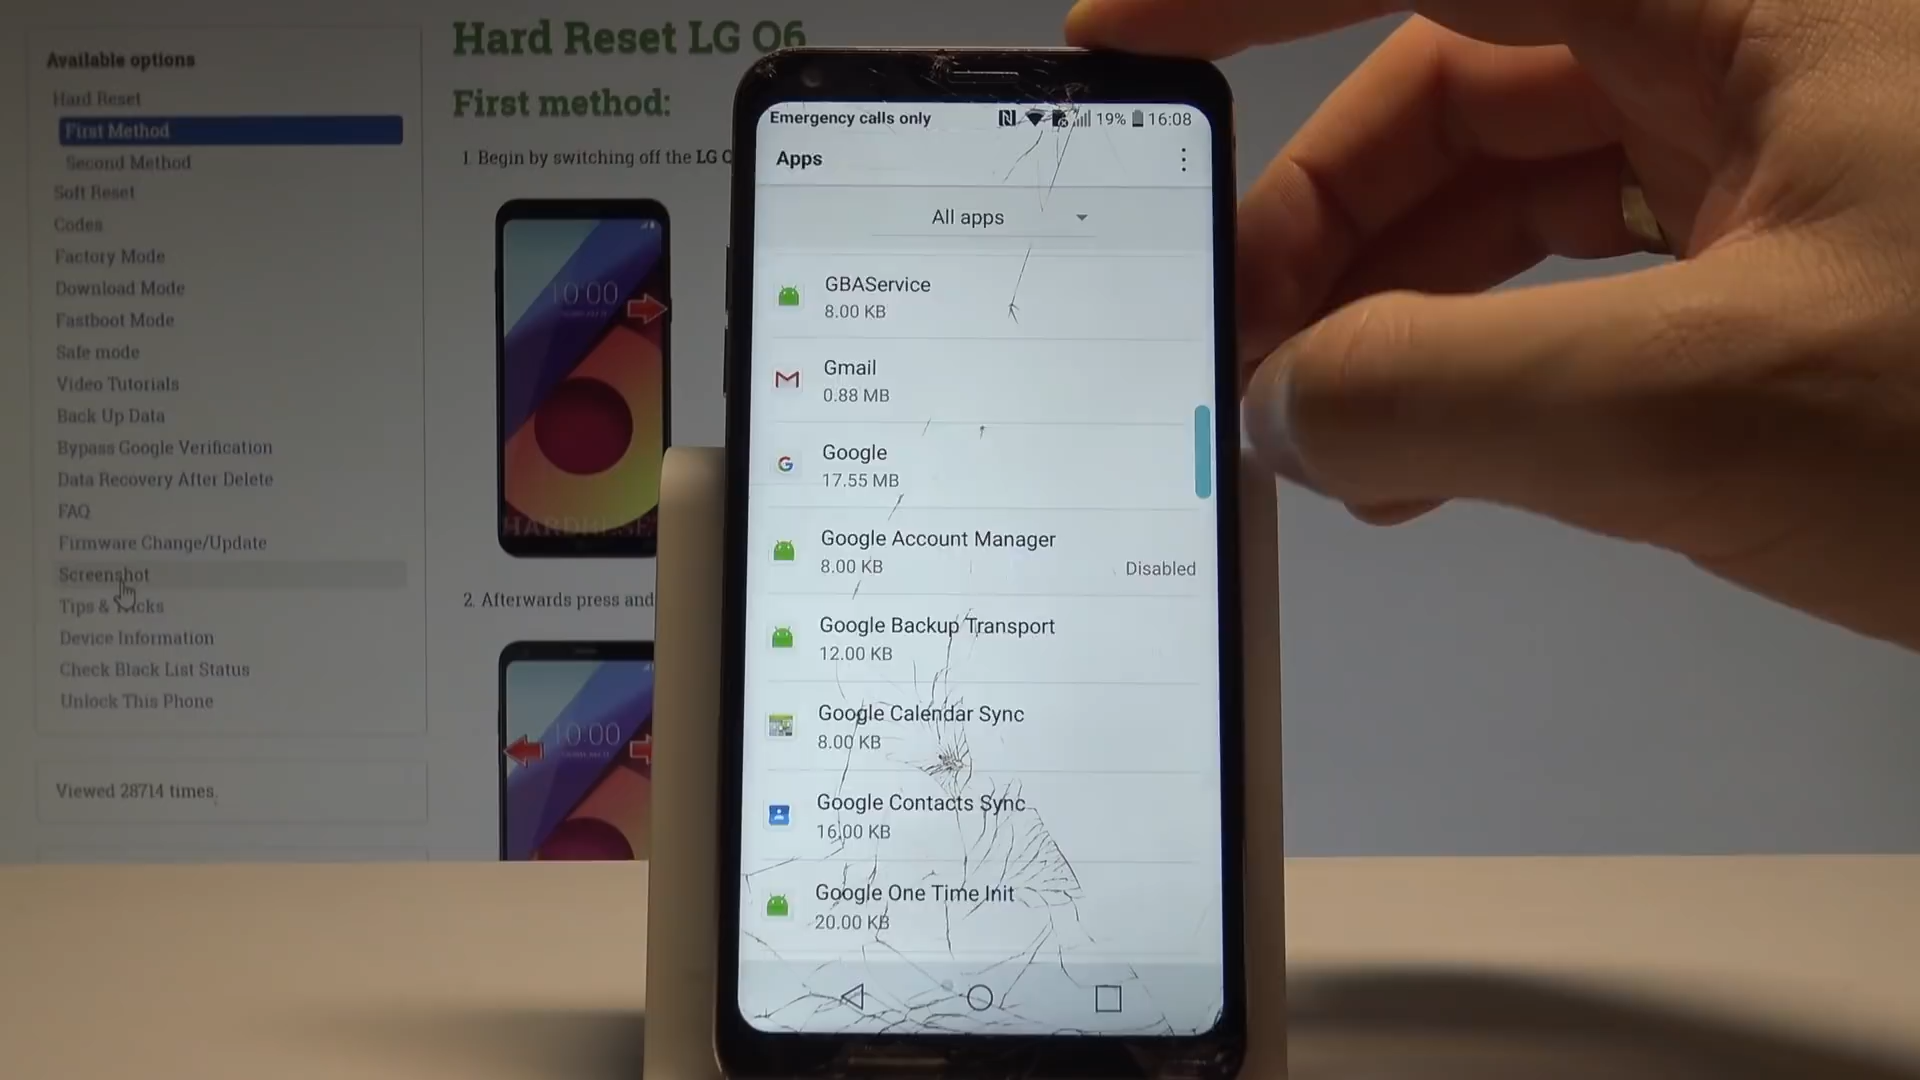 Available options
Hard Reset
First Method
Second Method
Soft Reset
Codes
Factory Mode
Download Mode
Fastboot Mode
Safe mode
Video Tutorials
Back Up Data
Bypass Google Verification
Data Recovery After Delete
FAQ
Firmware Change/Update
Screenshot
Tips &
Device Information
Check Black List Status
Unlock This Phone
Viewed 28714 times
Hard Reset LG Q6
First method:
1. Begin by switching off the LG
10:00
2. Afterwards press and
10:00
Emergency calls only 19% 16:08
Apps
All apps
GBAService
8.00 KB
Gmail
0.88 MB
Google
17.55 MB
Google Account Manager
8.00 KB
Disabled
Google Backup Transport
12.00 KB
Google Calendar Sync
8.00 KB
Google Contacts Sync
16.00 KB
Google One Time Init
20.00 KB